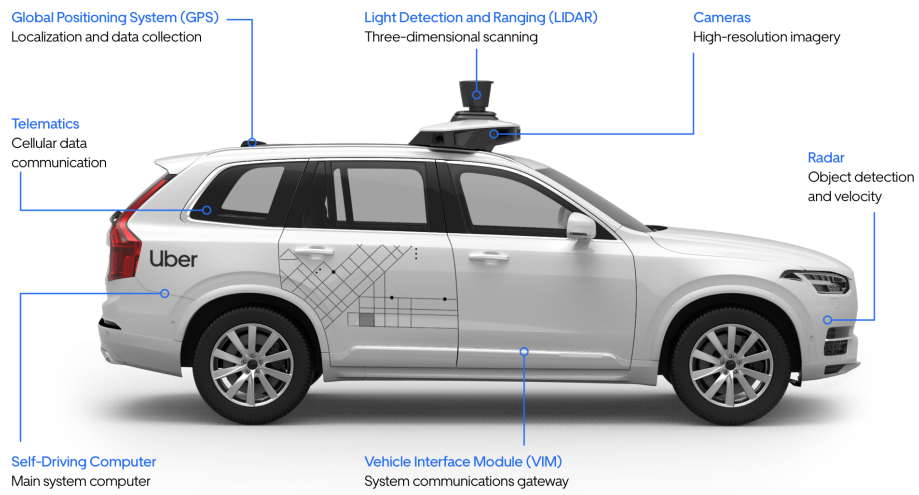 Global Positioning System (GPS)
Localization and data collection
Light Detection and Ranging (LIDAR)
Three-dimensional scanning
Cameras
High-resolution imagery
Telematics
Cellular data
communication
Radar
Object detection
and velocity
Uber
Self-Driving Computer
Main system computer
Vehicle Interface Module (VIM)
System communications gateway